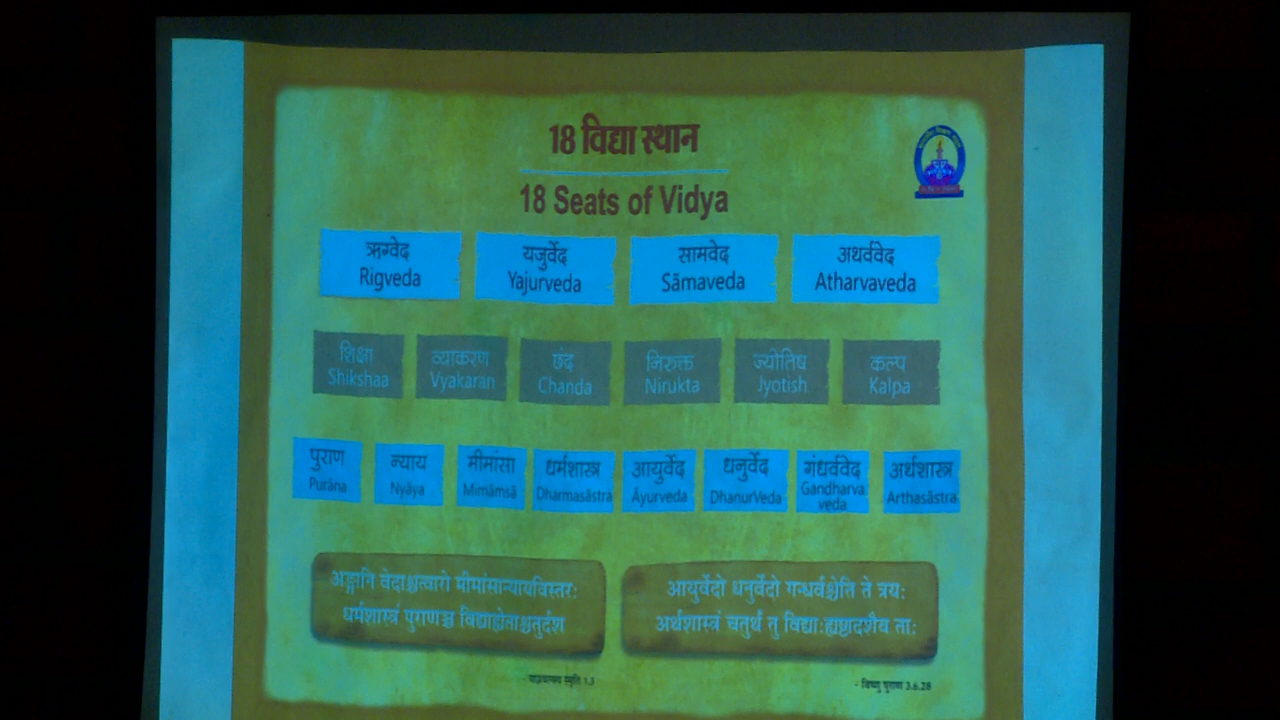 18 विद्या स्थान
18 Seats of Vidya
ऋग्वेद
Rigveda
यजुर्वेद
Yajurveda
सामवेद
Sāmaveda
अथर्ववेद
Atharvaveda
शिक्षा
Shikshaa
व्याकरण
Vyakaran
छंद
Chanda
निरुक्त
Nirukta
ज्योतिष
Jyotish
कल्प
Kalpa
पुराण
Purāna
न्याय
Nyāya
मीमांसा
Mimāmsā
धर्मशास्त्र
Dharmasāstra
आयुर्वेद
Āyurveda
धनुर्वेद
DhanurVeda
गंधर्ववेद
Gandharva
veda
अर्थशास्त्र
Arthasāstra
अङ्गानि वेदाश्चत्वारो मीमांसान्यायविस्तरः
धर्मशास्त्रं पुराणञ्च विद्याह्येताश्चतुर्दश
- याज्ञवल्क्य स्मृति 1.3
आयुर्वेदो धनुर्वेदो गन्धर्वश्चेति ते त्रयः
अर्थशास्त्रं चतुर्थं तु विद्याःह्यष्टादशैव ताः
- विष्णु पुराण 3.6.28